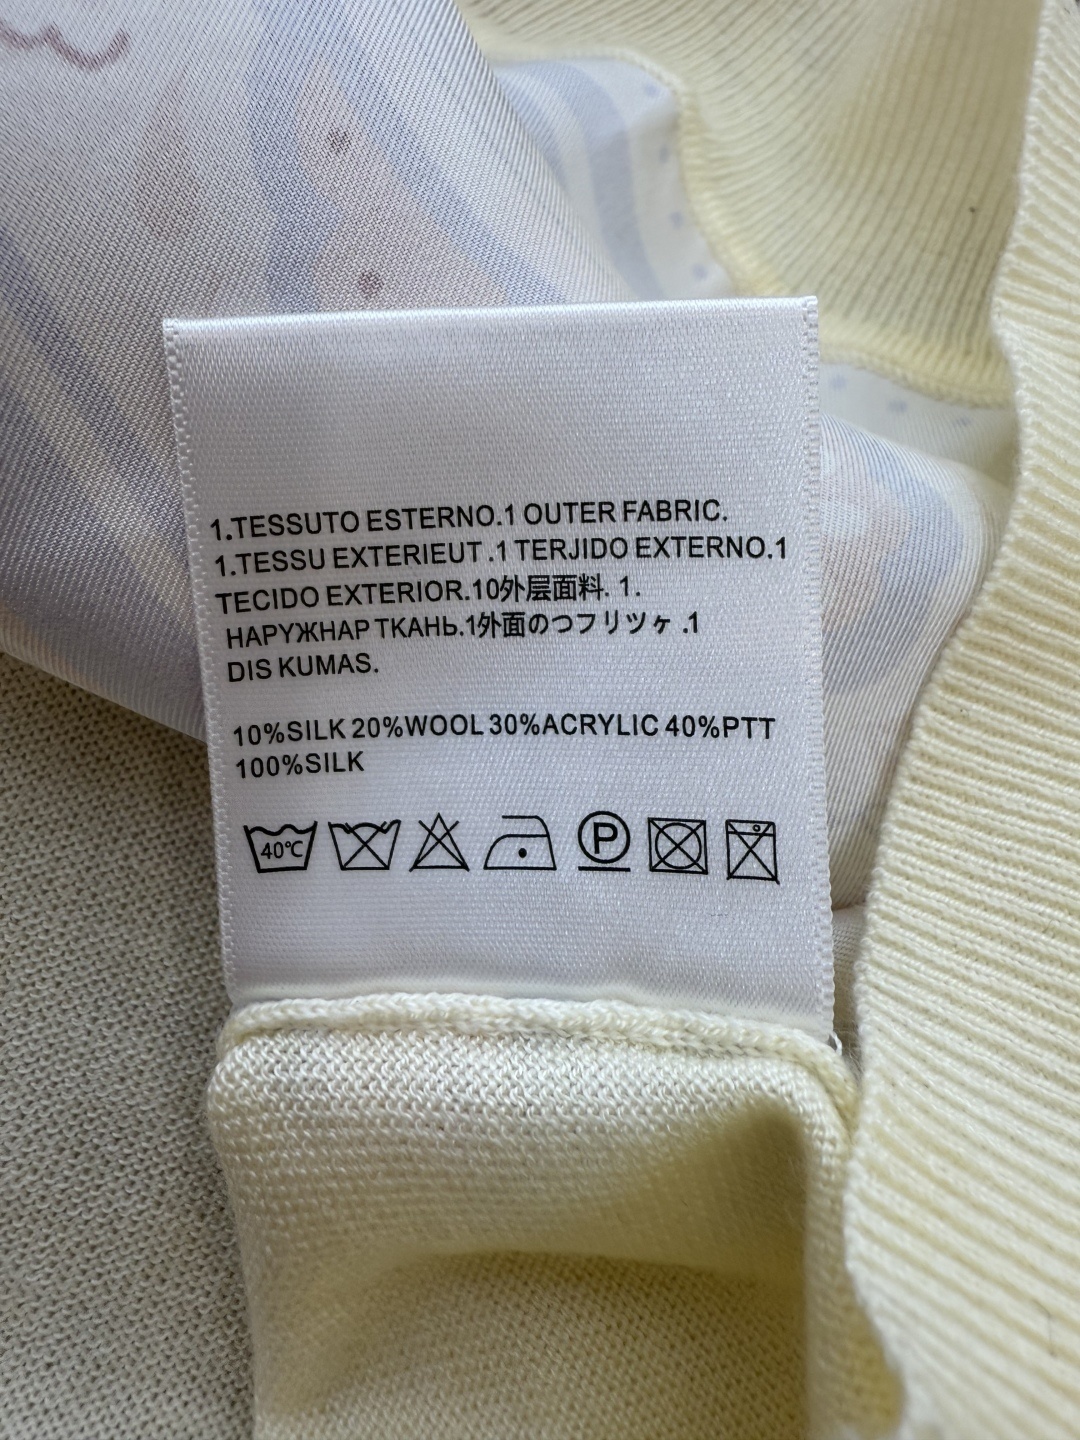 1.TESSUTO ESTERNO.1 OUTER FABRIC.
1.TESSU EXTERIEUT .1 TERJIDO EXTERNO.1
TECIDO EXTERIOR.10外层面料. 1.
НАРУЖНАР ТКАНЬ.1外面のつフリツヶ .1
DIS KUMAS.
10%SILK 20%WOOL 30%ACRYLIC 40%PTT
100%SILK
40℃ P